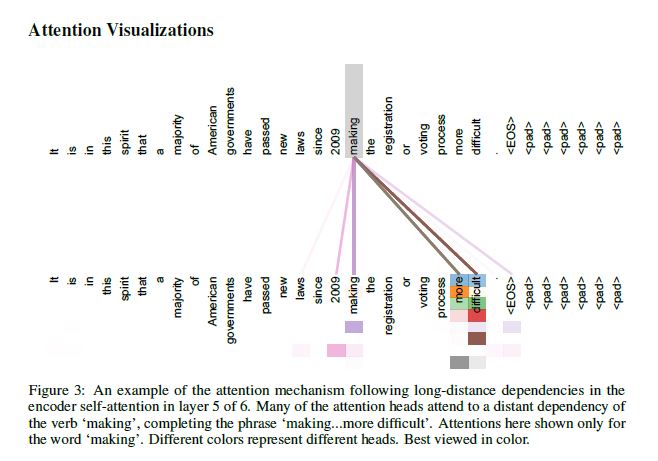 Attention Visualizations
It is in this spirit that a majority of American governments have passed new laws since 2009 making the registration or voting process more difficult . <EOS> <pad> <pad> <pad> <pad> <pad> <pad>
It is in this spirit that a majority of American governments have passed new laws since 2009 making the registration or voting process more difficult . <EOS> <pad> <pad> <pad> <pad> <pad> <pad>
Figure 3: An example of the attention mechanism following long-distance dependencies in the
encoder self-attention in layer 5 of 6. Many of the attention heads attend to a distant dependency of
the verb ‘making’, completing the phrase ‘making...more difficult’. Attentions here shown only for
the word ‘making’. Different colors represent different heads. Best viewed in color.